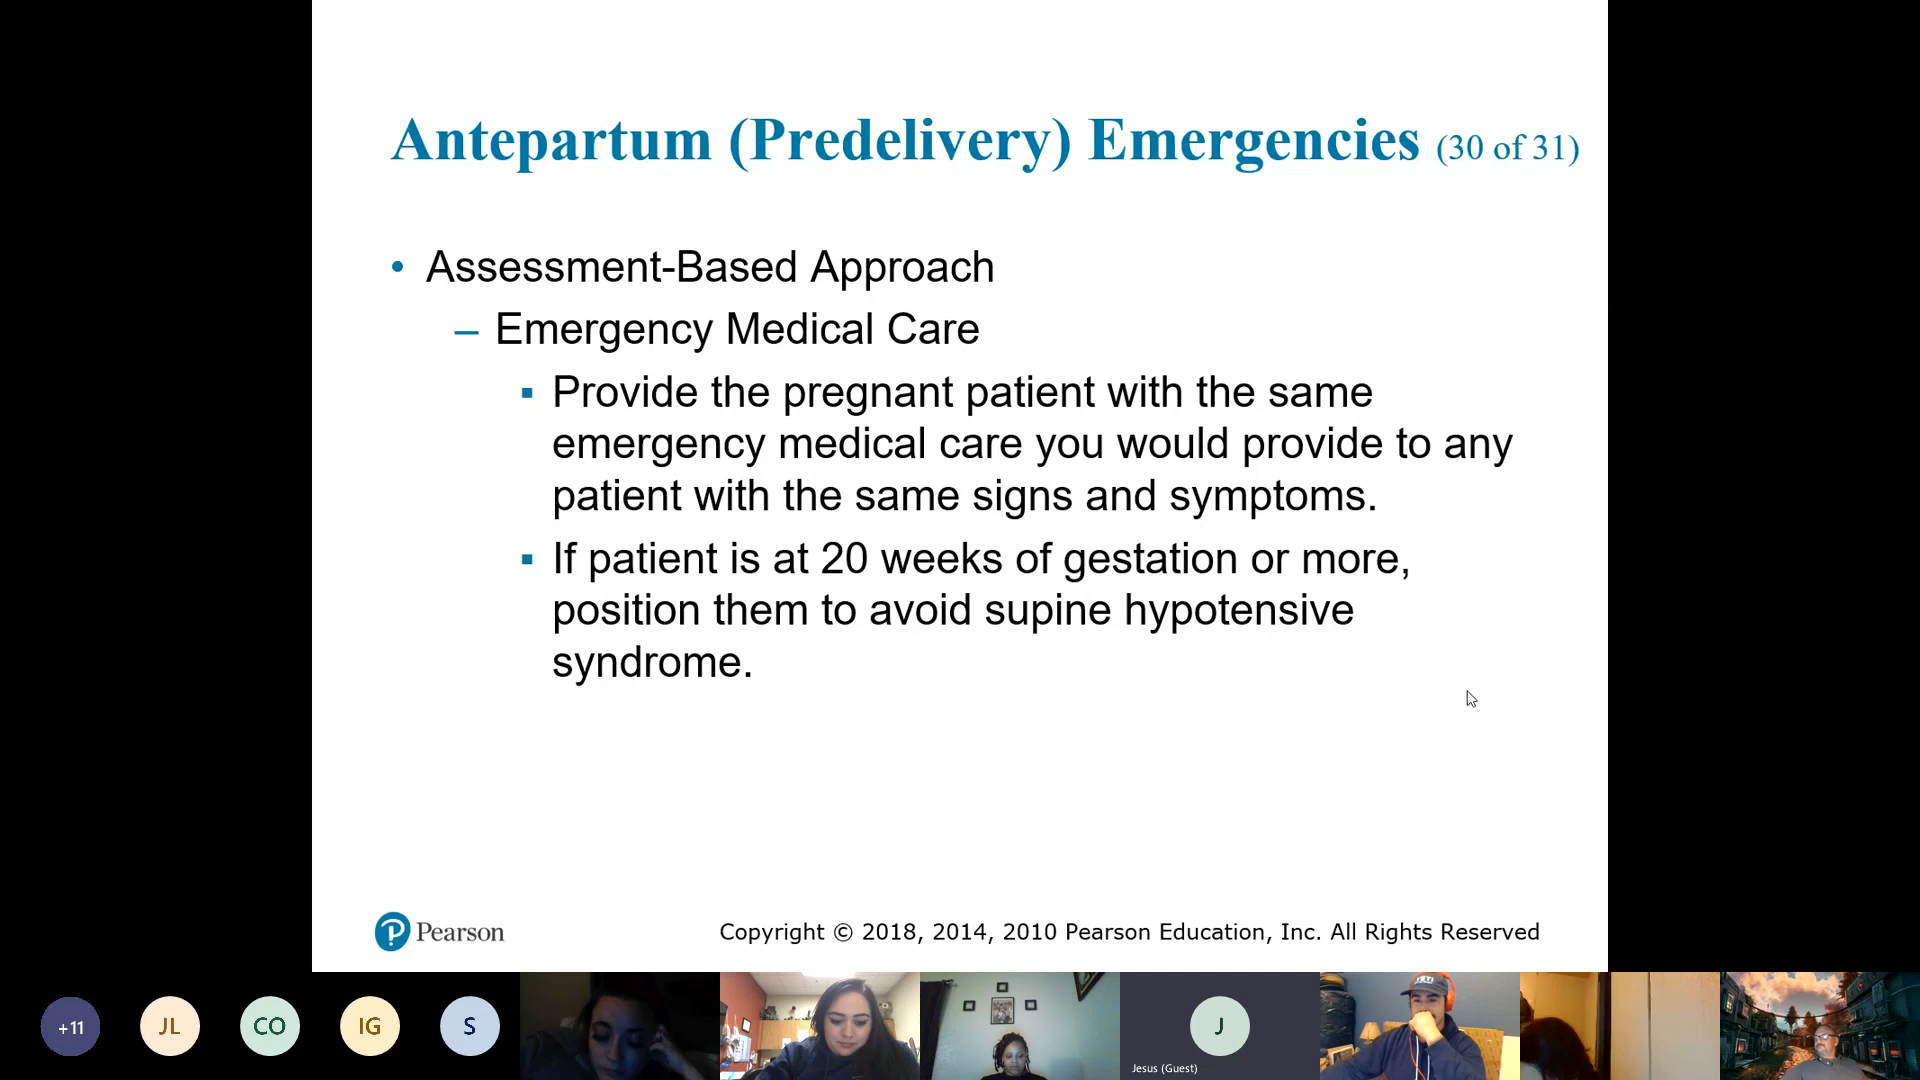 Antepartum (Predelivery) Emergencies (30 of 31)
• Assessment-Based Approach
– Emergency Medical Care
▪ Provide the pregnant patient with the same
emergency medical care you would provide to any
patient with the same signs and symptoms.
▪ If patient is at 20 weeks of gestation or more,
position them to avoid supine hypotensive
syndrome.
Pearson
Copyright © 2018, 2014, 2010 Pearson Education, Inc. All Rights Reserved
+11
JL
CO
IG
S
J
Jesus (Guest)